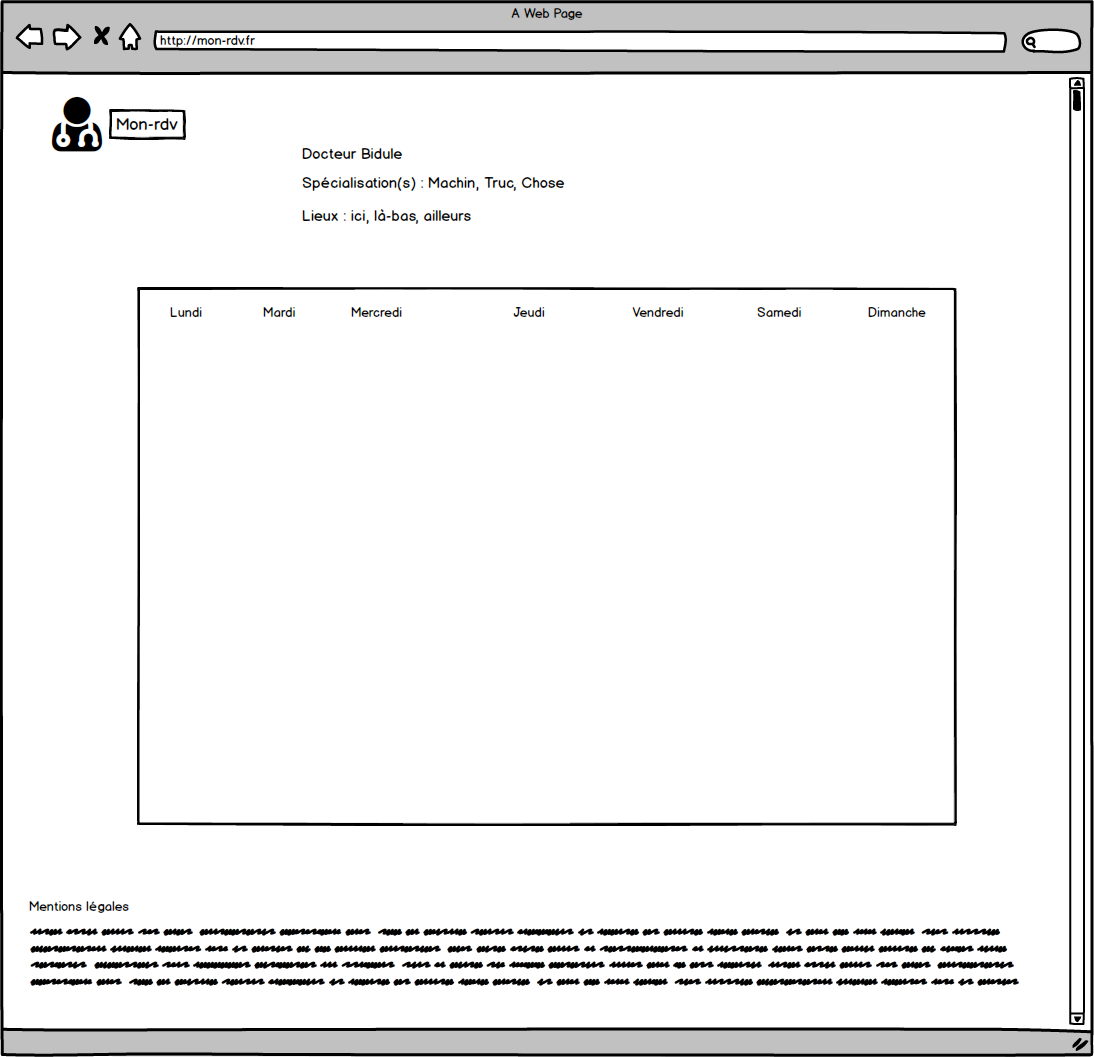 A Web Page
http://mon-rdv.fr
Mon-rdv
Docteur Bidule
Spécialisation(s) : Machin, Truc, Chose
Lieux : ici, là-bas, ailleurs
Lundi Mardi Mercredi Jeudi Vendredi Samedi Dimanche
Mentions légales